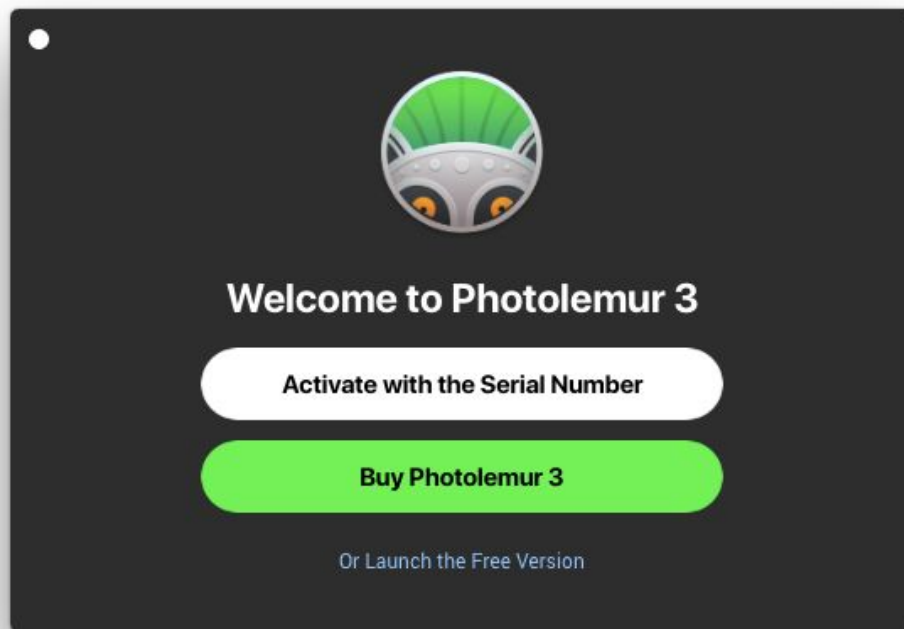 Welcome to Photolemur 3
Activate with the Serial Number
Buy Photolemur 3
Or Launch the Free Version